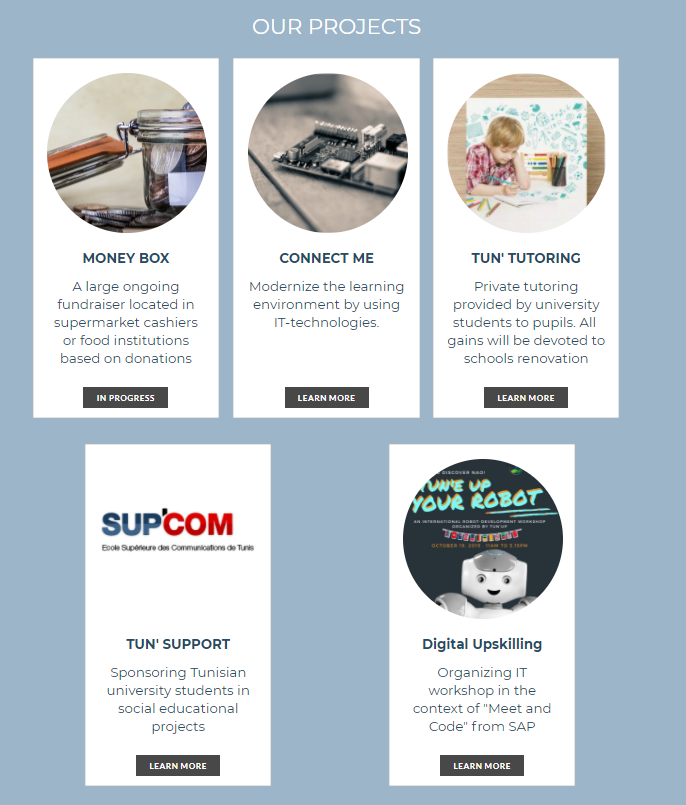 OUR PROJECTS
MONEY BOX
A large ongoing
fundraiser located in
supermarket cashiers
or food institutions
based on donations
IN PROGRESS
CONNECT ME
Modernize the learning
environment by using
IT-technologies.
LEARN MORE
TUN' TUTORING
Private tutoring
provided by university
students to pupils. All
gains will be devoted to
schools renovation
LEARN MORE
SUP'COM
Ecole Supérieure des Communications de Tunis
TUN' SUPPORT
Sponsoring Tunisian
university students in
social educational
projects
LEARN MORE
DISCOVER NAO!
TUN'E UP
YOUR ROBOT
AN INTERNATIONAL ROBOT-DEVELOPMENT WORKSHOP
ORGANIZED BY TUN'UP
OCTOBER 19, 2019
Digital Upskilling
Organizing IT
workshop in the
context of "Meet and
Code" from SAP
LEARN MORE